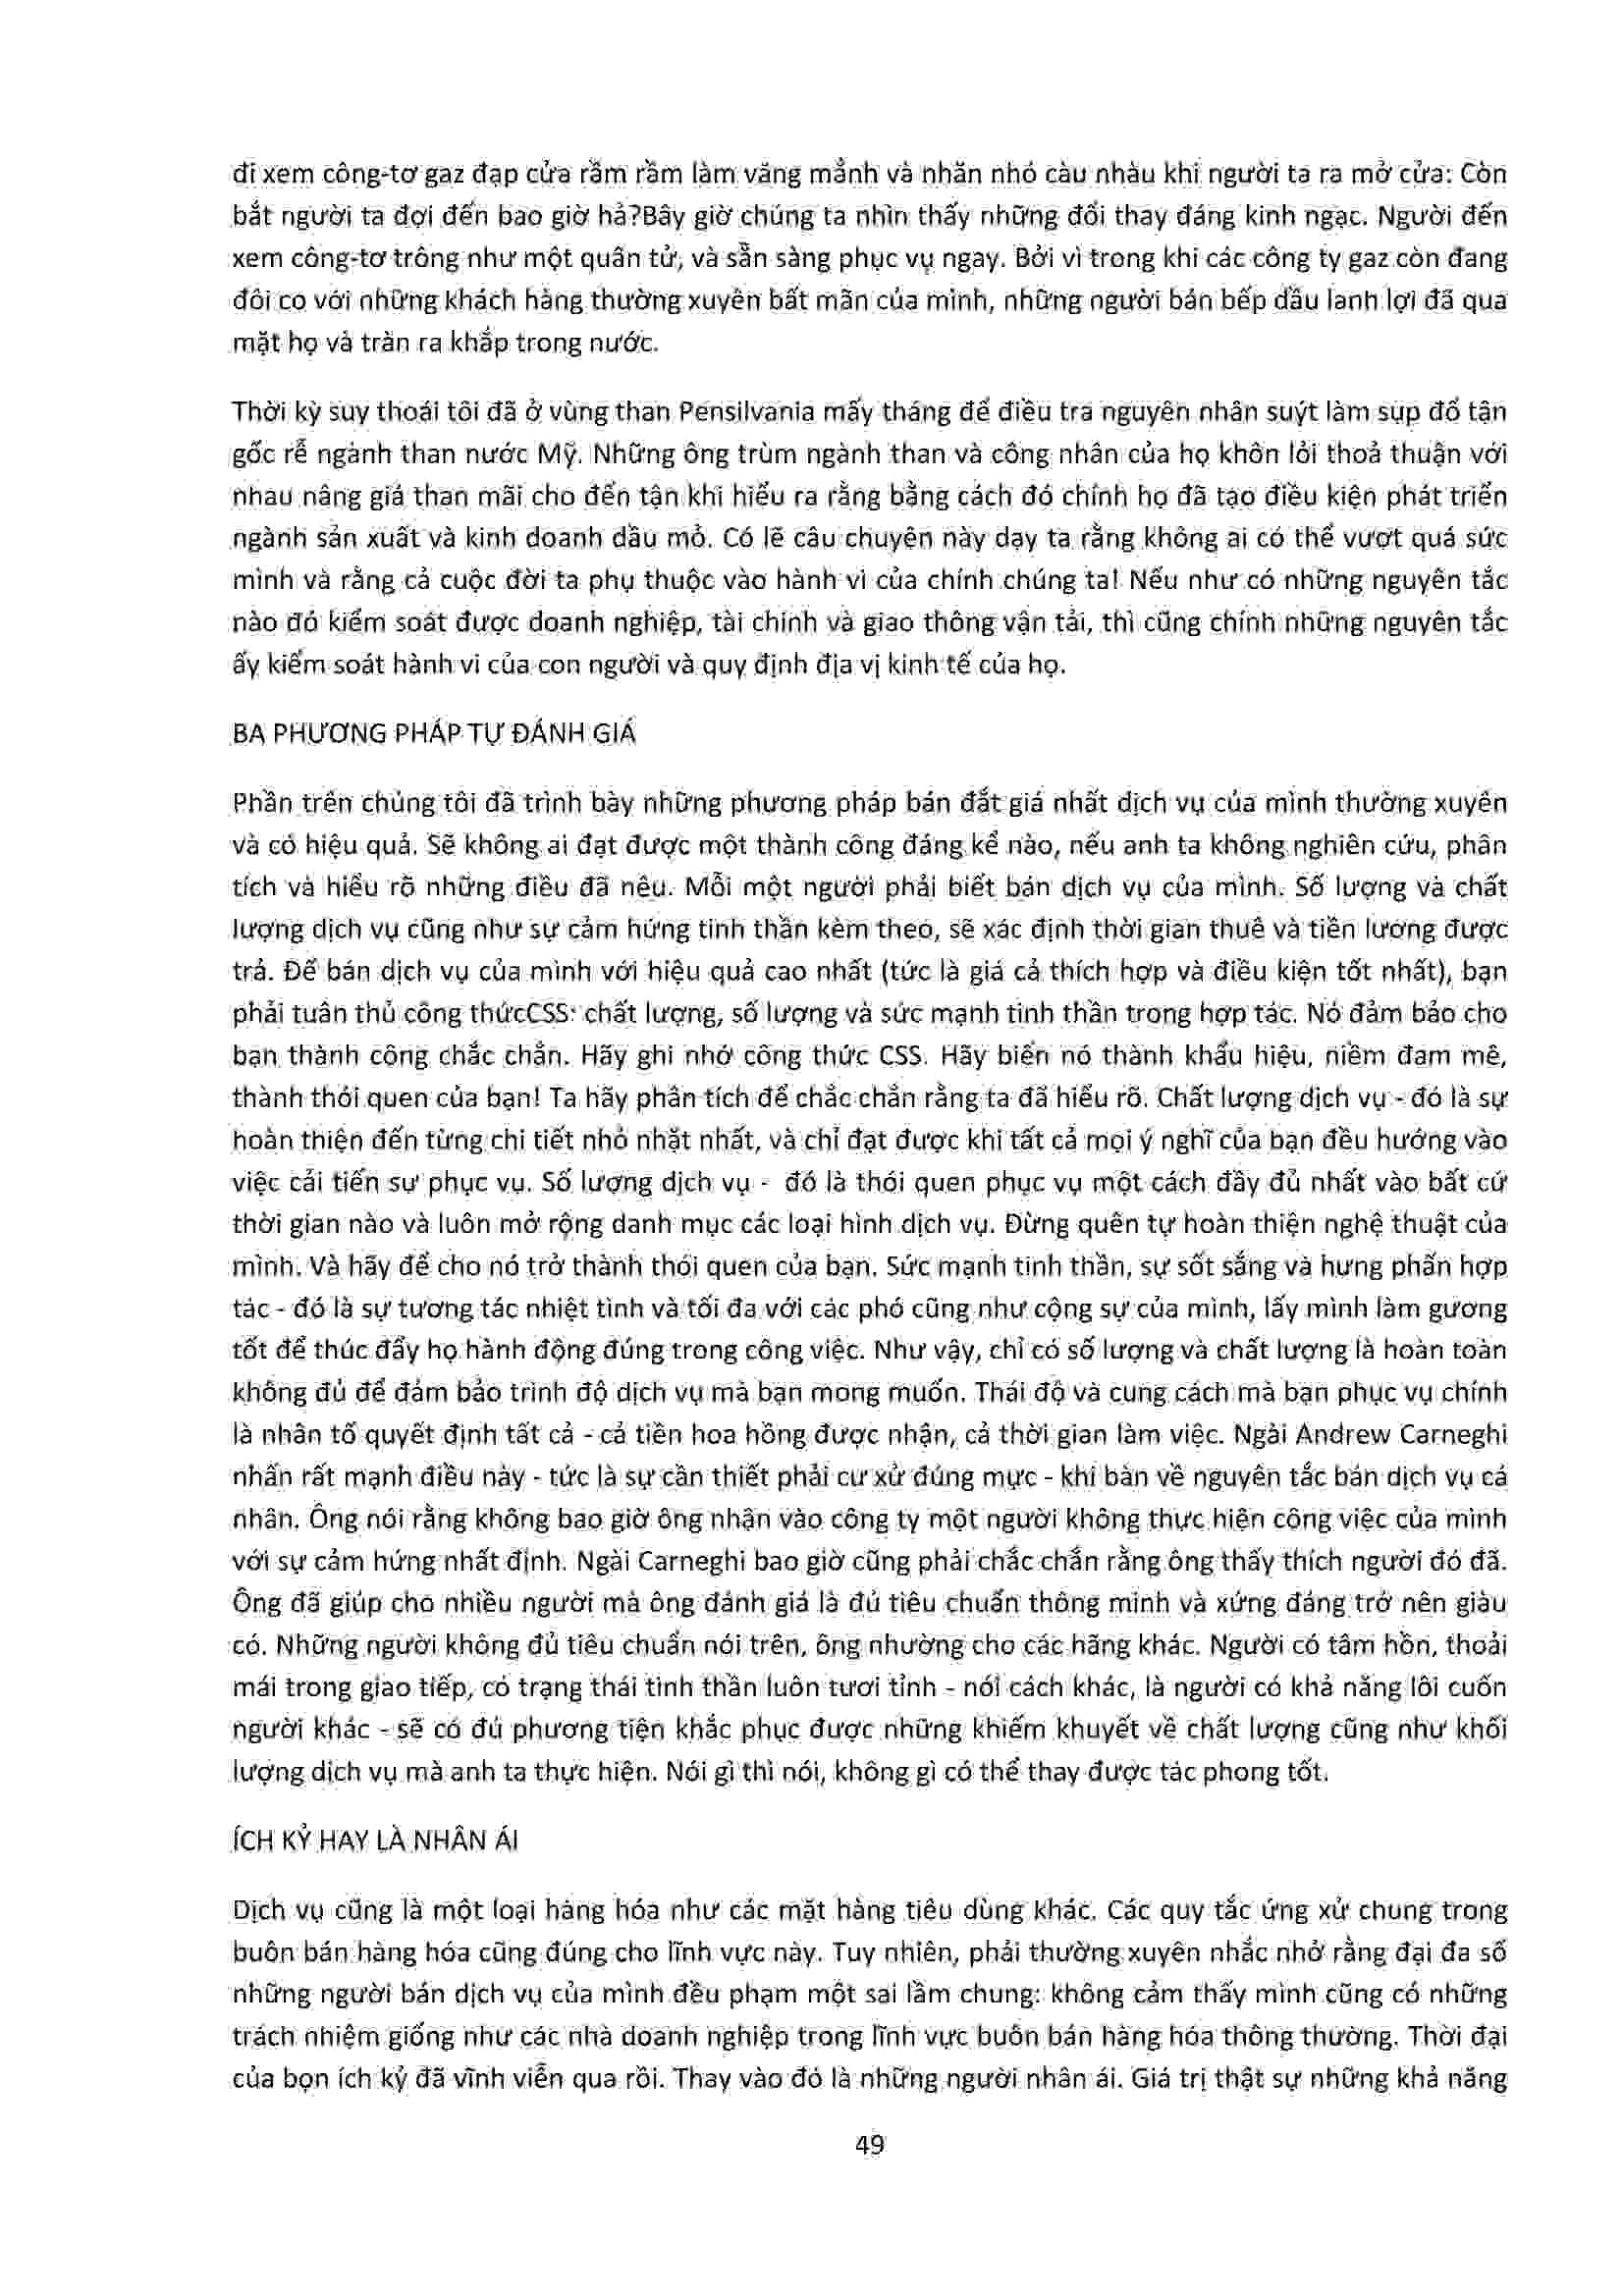 đi xem công-tơ gaz đạp cửa rầm rầm làm văng mảnh và nhăn nhó càu nhàu khi người ta ra mở cửa: Còn
bắt người ta đợi đến bao giờ hả?Bây giờ chúng ta nhìn thấy những đổi thay đáng kinh ngạc. Người đến
xem công-tơ trông như một quân tử, và sẵn sàng phục vụ ngay. Bởi vì trong khi các công ty gaz còn đang
đôi co với những khách hàng thường xuyên bất mãn của mình, những người bán bếp dầu lanh lợi đã qua
mặt họ và tràn ra khắp trong nước.
Thời kỳ suy thoái tôi đã ở vùng than Pensilvania mấy tháng để điều tra nguyên nhân suýt làm sụp đổ tận
gốc rễ ngành than nước Mỹ. Những ông trùm ngành than và công nhân của họ khôn lỏi thoả thuận với
nhau nâng giá than mãi cho đến tận khi hiểu ra rằng bằng cách đó chính họ đã tạo điều kiện phát triển
ngành sản xuất và kinh doanh dầu mỏ. Có lẽ câu chuyện này dạy ta rằng không ai có thể vượt quá sức
mình và rằng cả cuộc đời ta phụ thuộc vào hành vi của chính chúng ta! Nếu như có những nguyên tắc
nào đó kiểm soát được doanh nghiệp, tài chính và giao thông vận tải, thì cũng chính những nguyên tắc
ấy kiểm soát hành vi của con người và quy định địa vị kinh tế của họ.
BA PHƯƠNG PHÁP TỰ ĐÁNH GIÁ
Phần trên chúng tôi đã trình bày những phương pháp bán đắt giá nhất dịch vụ của mình thường xuyên
và có hiệu quả. Sẽ không ai đạt được một thành công đáng kể nào, nếu anh ta không nghiên cứu, phân
tích và hiểu rõ những điều đã nêu. Mỗi một người phải biết bán dịch vụ của mình. Số lượng và chất
lượng dịch vụ cũng như sự cảm hứng tinh thần kèm theo, sẽ xác định thời gian thuê và tiền lương được
trả. Để bán dịch vụ của mình với hiệu quả cao nhất (tức là giá cả thích hợp và điều kiện tốt nhất), bạn
phải tuân thủ công thứcCSS: chất lượng, số lượng và sức mạnh tinh thần trong hợp tác. Nó đảm bảo cho
bạn thành công chắc chắn. Hãy ghi nhớ công thức CSS. Hãy biến nó thành khẩu hiệu, niềm đam mê,
thành thói quen của bạn! Ta hãy phân tích để chắc chắn rằng ta đã hiểu rõ. Chất lượng dịch vụ - đó là sự
hoàn thiện đến từng chi tiết nhỏ nhặt nhất, và chỉ đạt được khi tất cả mọi ý nghĩ của bạn đều hướng vào
việc cải tiến sự phục vụ. Số lượng dịch vụ - đó là thói quen phục vụ một cách đầy đủ nhất vào bất cứ
thời gian nào và luôn mở rộng danh mục các loại hình dịch vụ. Đừng quên tự hoàn thiện nghệ thuật của
mình. Và hãy để cho nó trở thành thói quen của bạn. Sức mạnh tinh thần, sự sốt sắng và hưng phấn hợp
tác - đó là sự tương tác nhiệt tình và tối đa với các phó cũng như cộng sự của mình, lấy mình làm gương
tốt để thúc đẩy họ hành động đúng trong công việc. Như vậy, chỉ có số lượng và chất lượng là hoàn toàn
không đủ để đảm bảo trình độ dịch vụ mà bạn mong muốn. Thái độ và cung cách mà bạn phục vụ chính
là nhân tố quyết định tất cả - cả tiền hoa hồng được nhận, cả thời gian làm việc. Ngài Andrew Carneghi
nhấn rất mạnh điều này - tức là sự cần thiết phải cư xử đúng mực - khi bàn về nguyên tắc bán dịch vụ cá
nhân. Ông nói rằng không bao giờ ông nhận vào công ty một người không thực hiện công việc của mình
với sự cảm hứng nhất định. Ngài Carneghi bao giờ cũng phải chắc chắn rằng ông thấy thích người đó đã.
Ông đã giúp cho nhiều người mà ông đánh giá là đủ tiêu chuẩn thông minh và xứng đáng trở nên giàu
có. Những người không đủ tiêu chuẩn nói trên, ông nhường cho các hãng khác. Người có tâm hồn, thoải
mái trong giao tiếp, có trạng thái tinh thần luôn tươi tỉnh - nói cách khác, là người có khả năng lôi cuốn
người khác - sẽ có đủ phương tiện khắc phục được những khiếm khuyết về chất lượng cũng như khối
lượng dịch vụ mà anh ta thực hiện. Nói gì thì nói, không gì có thể thay được tác phong tốt.
ÍCH KỶ HAY LÀ NHÂN ÁI
Dịch vụ cũng là một loại hàng hóa như các mặt hàng tiêu dùng khác. Các quy tắc ứng xử chung trong
buôn bán hàng hóa cũng đúng cho lĩnh vực này. Tuy nhiên, phải thường xuyên nhắc nhở rằng đại đa số
những người bán dịch vụ của mình đều phạm một sai lầm chung: không cảm thấy mình cũng có những
trách nhiệm giống như các nhà doanh nghiệp trong lĩnh vực buôn bán hàng hóa thông thường. Thời đại
của bọn ích kỷ đã vĩnh viễn qua rồi. Thay vào đó là những người nhân ái. Giá trị thật sự những khả năng
49